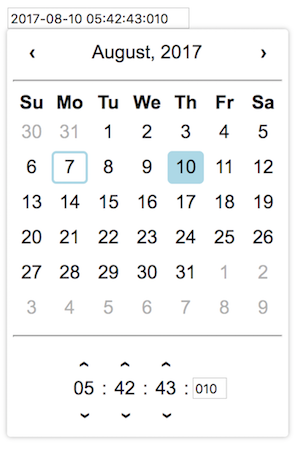 2017-08-10 05:42:43:010
‹ August, 2017 ›
Su Mo Tu We Th Fr Sa
30 31 1 2 3 4 5
6 7 8 9 10 11 12
13 14 15 16 17 18 19
20 21 22 23 24 25 26
27 28 29 30 31 1 2
3 4 5 6 7 8 9
05 : 42 : 43 : 010